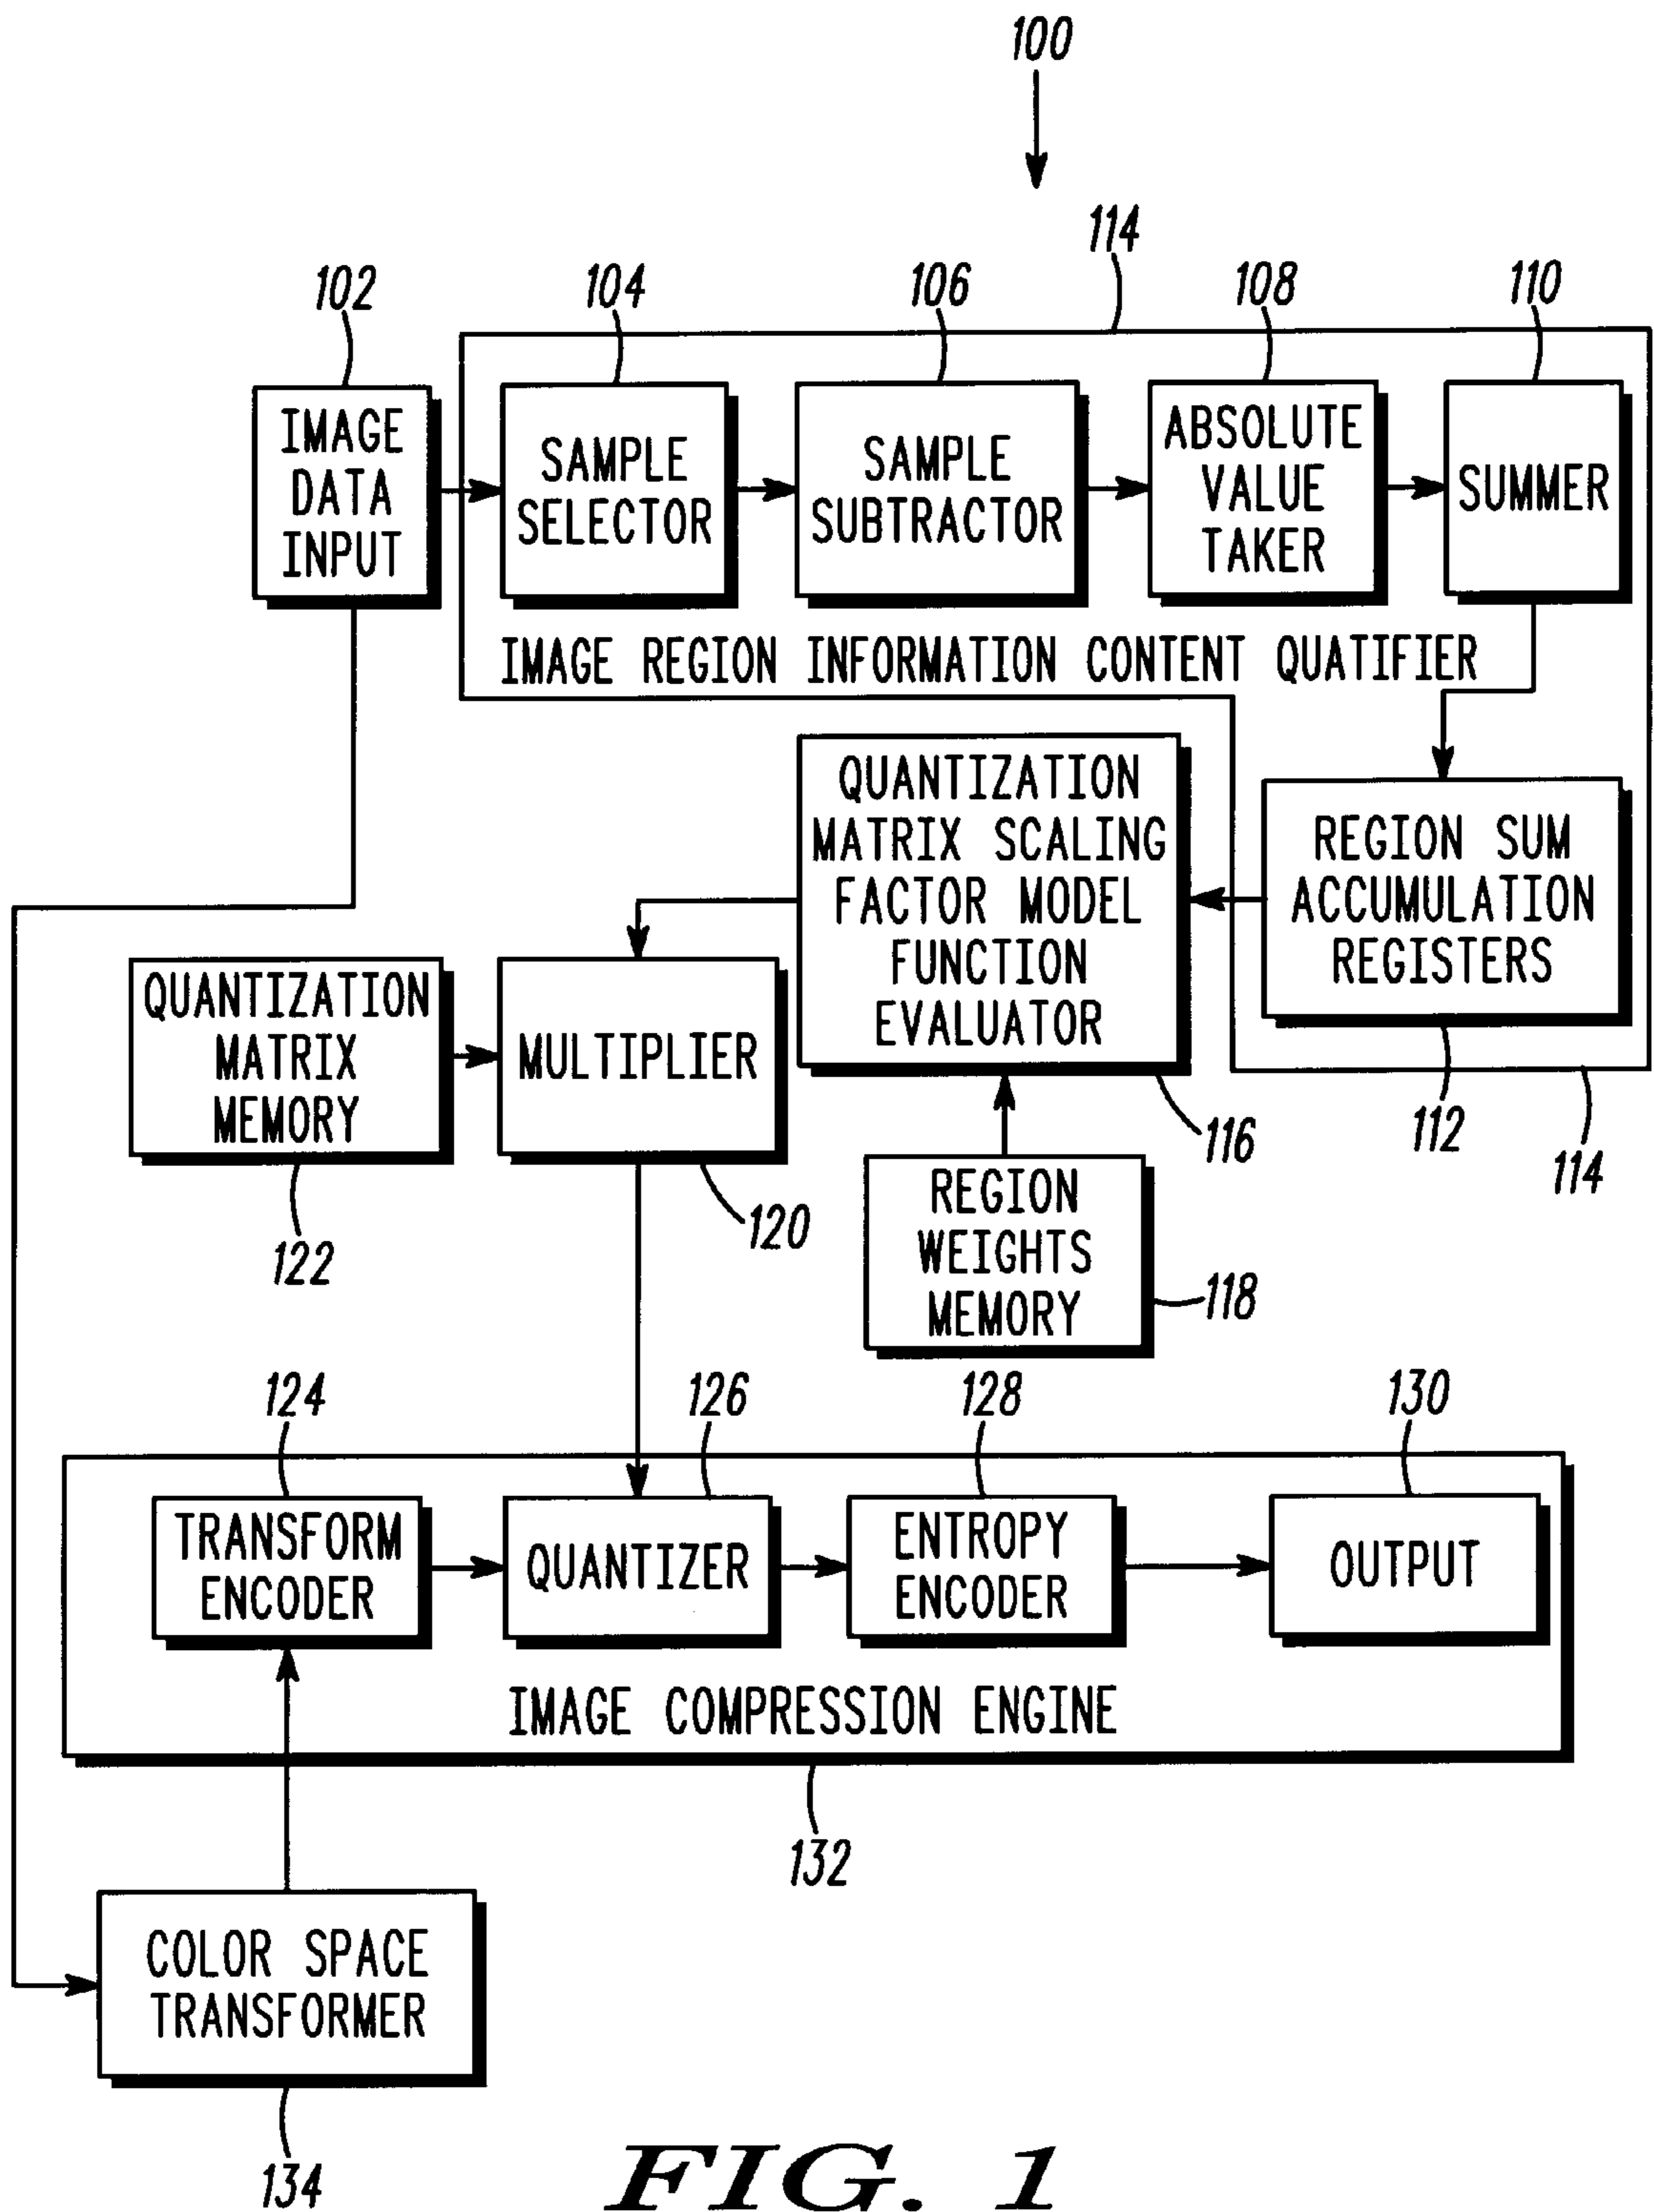 100
114
102
104
106
108
110
IMAGE
DATA
INPUT
SAMPLE
SELECTOR
SAMPLE
SUBTRACTOR
ABSOLUTE
VALUE
TAKER
SUMMER
IMAGE REGION INFORMATION CONTENT QUATIFIER
QUANTIZATION
MATRIX SCALING
FACTOR MODEL
FUNCTION
EVALUATOR
REGION SUM
ACCUMULATION
REGISTERS
QUANTIZATION
MATRIX
MEMORY
MULTIPLIER
116
112
114
122
120
REGION
WEIGHTS
MEMORY
118
124
126
128
130
TRANSFORM
ENCODER
QUANTIZER
ENTROPY
ENCODER
OUTPUT
IMAGE COMPRESSION ENGINE
132
COLOR SPACE
TRANSFORMER
134
FIG. 1